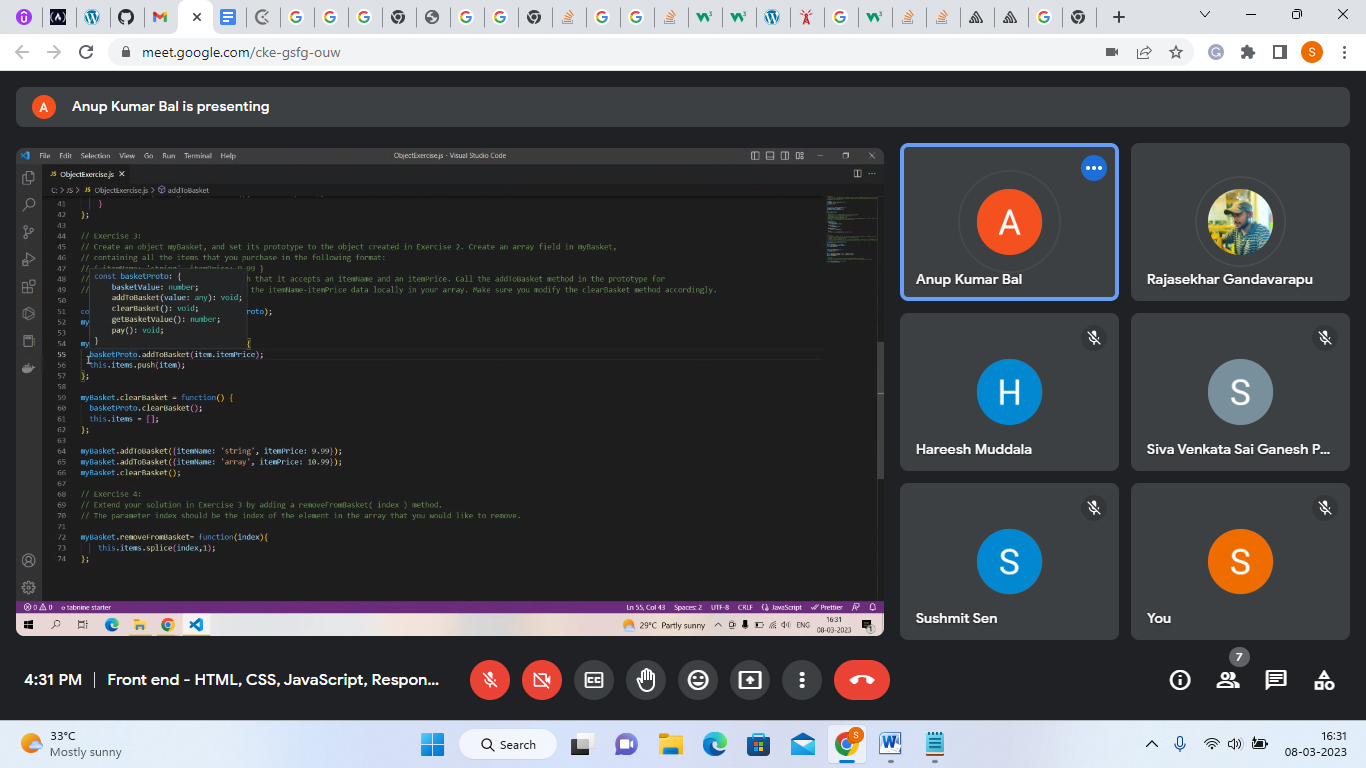 meet.google.com/cke-gsfg-ouw
S
A
Anup Kumar Bal is presenting
File Edit Selection View Go Run Terminal Help
ObjectExercise.js - Visual Studio Code
JS ObjectExercise.js
C: > JS > JS ObjectExercise.js > addToBasket
41 }
42 };
43
44 // Exercise 3:
45 // Create an object myBasket, and set its prototype to the object created in Exercise 2. Create an array field in myBasket,
46 // containing all the items that you purchase in the following format:
47 //
48 // h that it accepts an itemName and an itemPrice. Call the addToBasket method in the prototype for
49 // the itemName-itemPrice data locally in your array. Make sure you modify the clearBasket method accordingly.
50
51 co roto);
52 my
53
54 my {
const basketProto: {
basketValue: number;
addToBasket(value: any): void;
clearBasket(): void;
getBasketValue(): number;
pay(): void;
}
55 basketProto.addToBasket(item.itemPrice);
56 this.items.push(item);
57 };
58
59 myBasket.clearBasket = function() {
60 basketProto.clearBasket();
61 this.items = [];
62 };
63
64 myBasket.addToBasket({itemName: 'string', itemPrice: 9.99});
65 myBasket.addToBasket({itemName: 'array', itemPrice: 10.99});
66 myBasket.clearBasket();
67
68 // Exercise 4:
69 // Extend your solution in Exercise 3 by adding a removeFromBasket( index ) method.
70 // The parameter index should be the index of the element in the array that you would like to remove.
71
72 myBasket.removeFromBasket= function(index){
73 this.items.splice(index,1);
74 };
0 0 tabnine starter
Ln 55, Col 43 Spaces: 2 UTF-8 CRLF JavaScript Prettier
29°C Partly sunny ENG 16:31
08-03-2023
A
Anup Kumar Bal
Rajasekhar Gandavarapu
H
Hareesh Muddala
S
Siva Venkata Sai Ganesh P...
S
Sushmit Sen
S
You
4:31 PM | Front end - HTML, CSS, JavaScript, Respon...
7
33°C
Mostly sunny
Search
S
16:31
08-03-2023